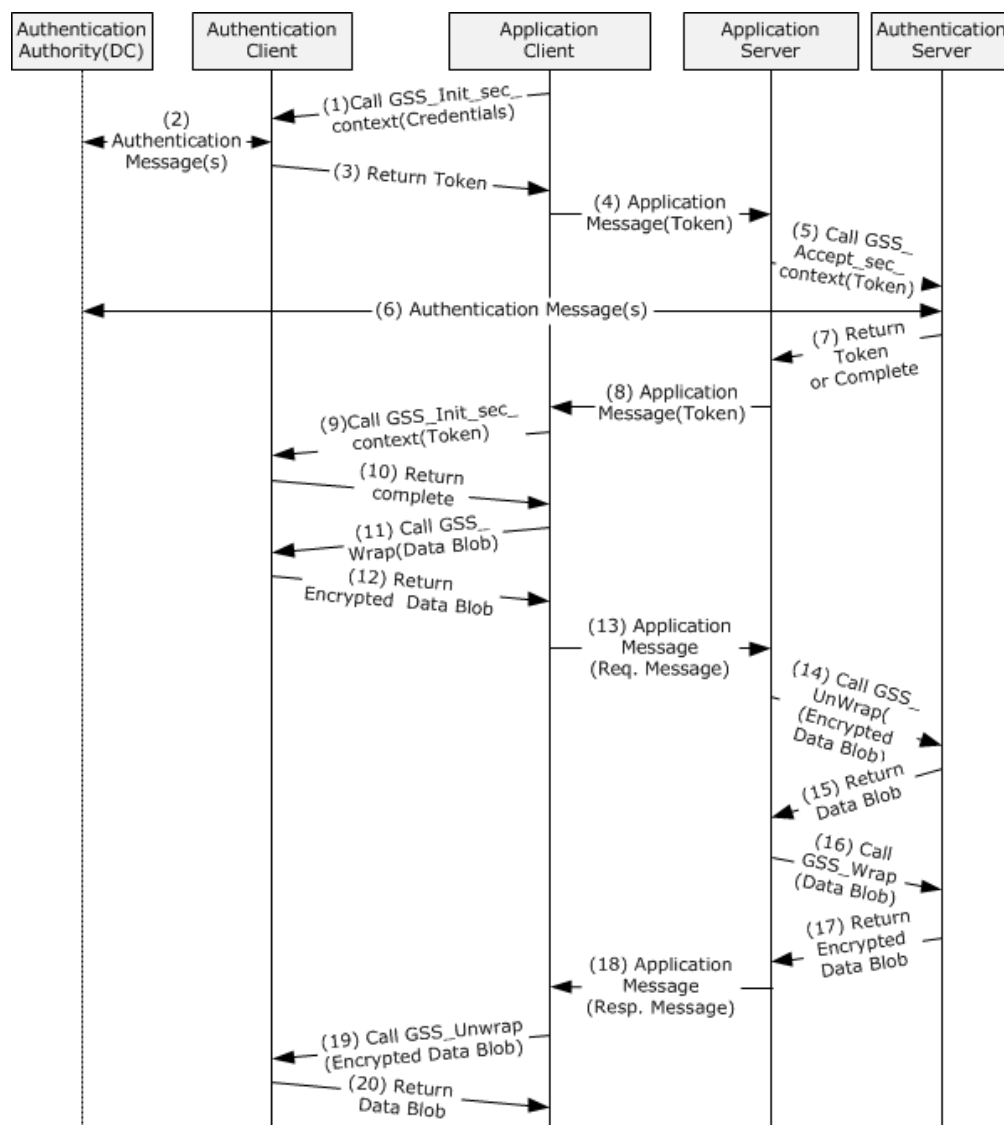 Authentication
Authority(DC)
Authentication
Client
Application
Client
Application
Server
Authentication
Server
(1)Call GSS_Init_sec_
context(Credentials)
(2)
Authentication
Message(s)
(3) Return Token
(4) Application
Message(Token)
(5) Call GSS_
Accept_sec_
context(Token)
(6) Authentication Message(s)
(7) Return
Token
or Complete
(8) Application
Message(Token)
(9)Call GSS_Init_sec_
context(Token)
(10) Return
complete
(11) Call GSS_
Wrap(Data Blob)
(12) Return
Encrypted Data Blob
(13) Application
Message
(Req. Message)
(14) Call GSS_
UnWrap(
(Encrypted
Data Blob)
(15) Return
Data Blob
(16) Call
GSS_Wrap
(Data Blob)
(17) Return
Encrypted
Data Blob
(18) Application
Message
(Resp. Message)
(19) Call GSS_Unwrap
(Encrypted Data Blob)
(20) Return
Data Blob